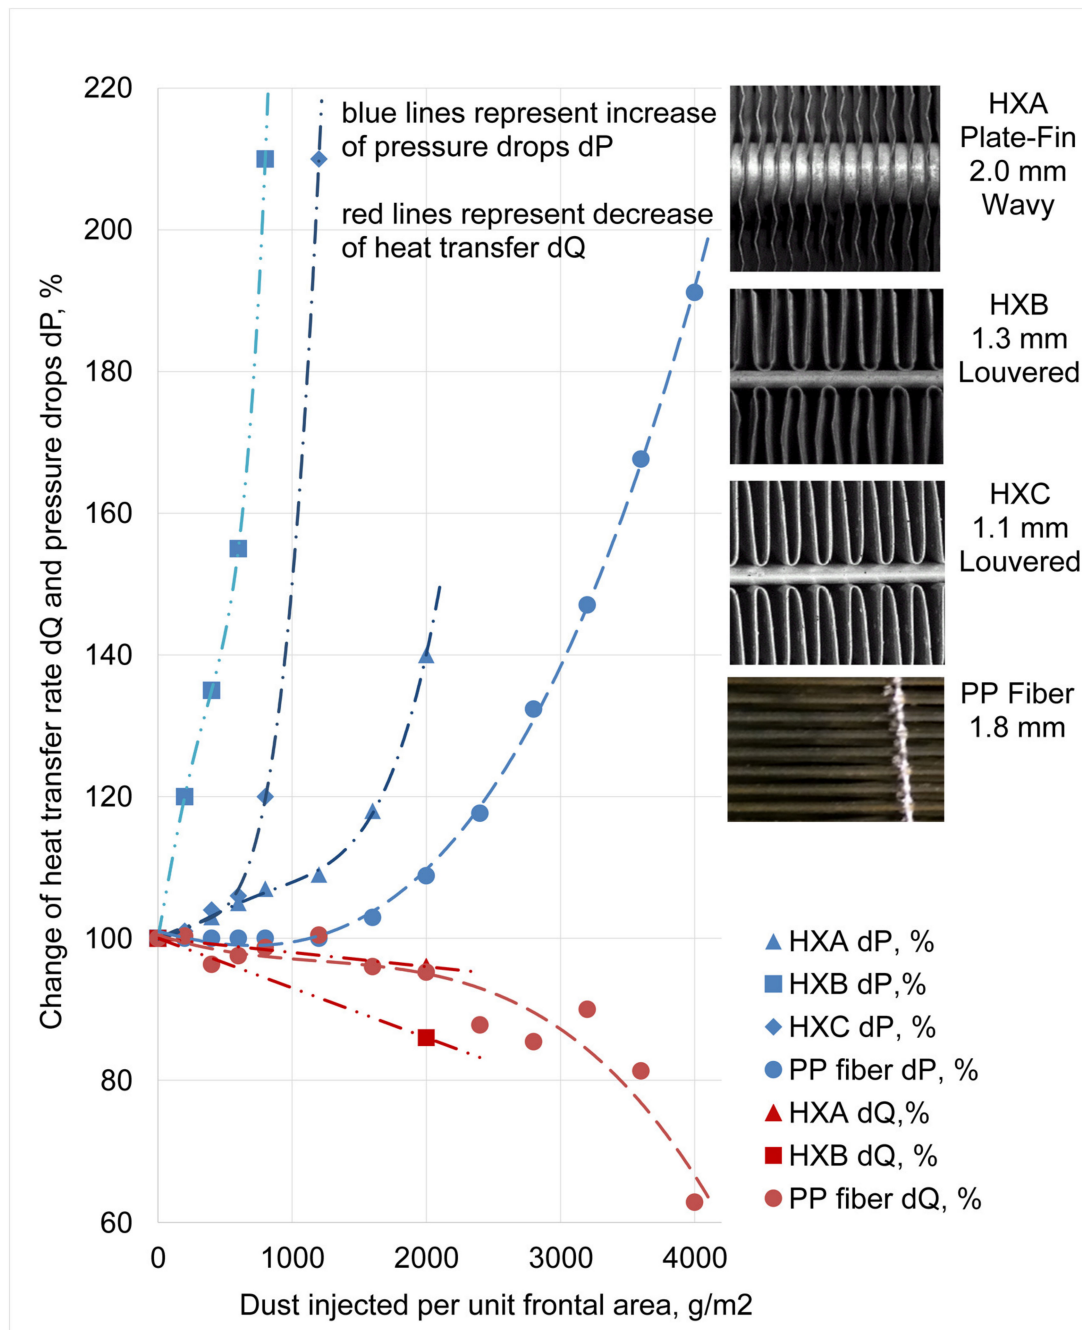 Change of heat transfer rate dQ and pressure drops dP, %
220
200
180
160
140
120
100
80
60
0
1000
2000
3000
4000
Dust injected per unit frontal area, g/m2
blue lines represent increase
of pressure drops dP
red lines represent decrease
of heat transfer dQ
HXA
Plate-Fin
2.0 mm
Wavy
HXB
1.3 mm
Louvered
HXC
1.1 mm
Louvered
PP Fiber
1.8 mm
HXA dP, %
HXB dP,%
HXC dP, %
PP fiber dP, %
HXA dQ,%
HXB dQ, %
PP fiber dQ, %